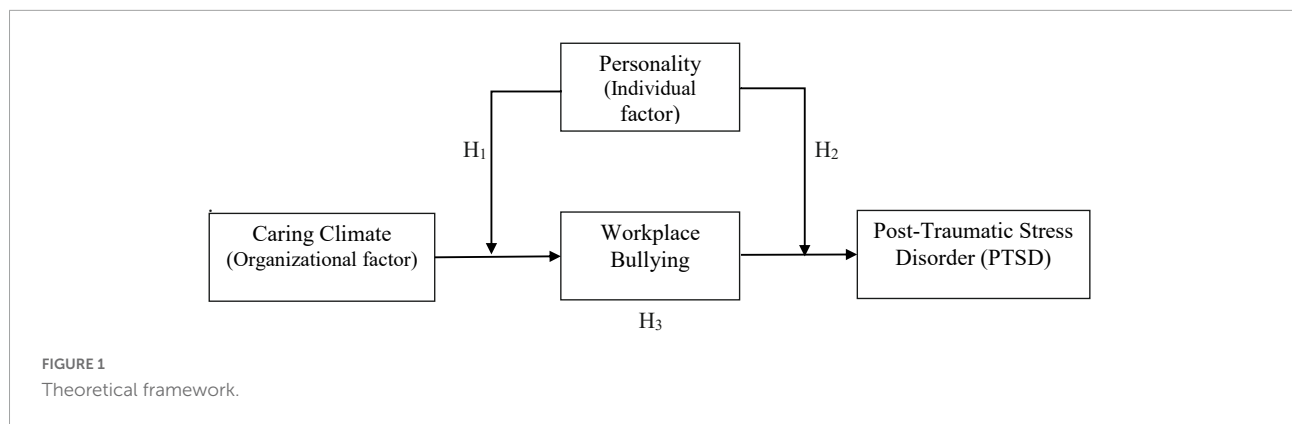 Personality
(Individual
factor)
H₁
H₂
.
Caring Climate
(Organizational factor)
Workplace
Bullying
Post-Traumatic Stress
Disorder (PTSD)
H₃
FIGURE 1
Theoretical framework.